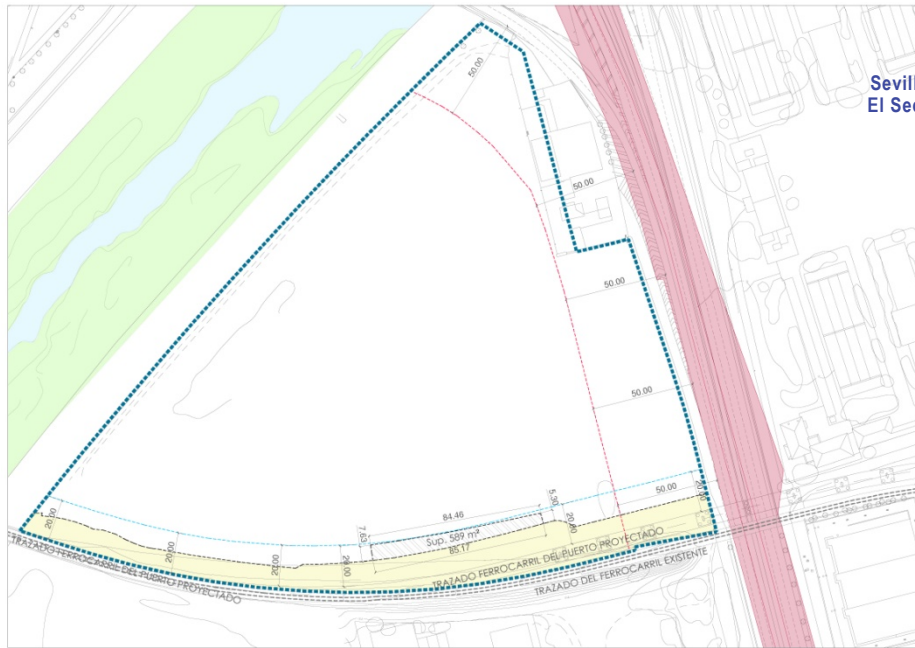 Sevill
El Sec
50.00
50.00
50.00
50.00
50.00
20.00
5.30
84.46
20.00
7.63
Sup. 589 m²
85.17
20.00
20.00
20.00
29.00
TRAZADO FERROCARRIL DEL PUERTO PROYECTADO
TRAZADO FERROCARRIL DEL PUERTO PROYECTADO
TRAZADO DEL FERROCARRIL EXISTENTE